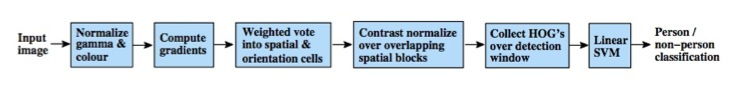 Input
image
Normalize
gamma &
colour
Compute
gradients
Weighted vote
into spatial &
orientation cells
Contrast normalize
over overlapping
spatial blocks
Collect HOG's
over detection
window
Linear
SVM
Person /
non−person
classification